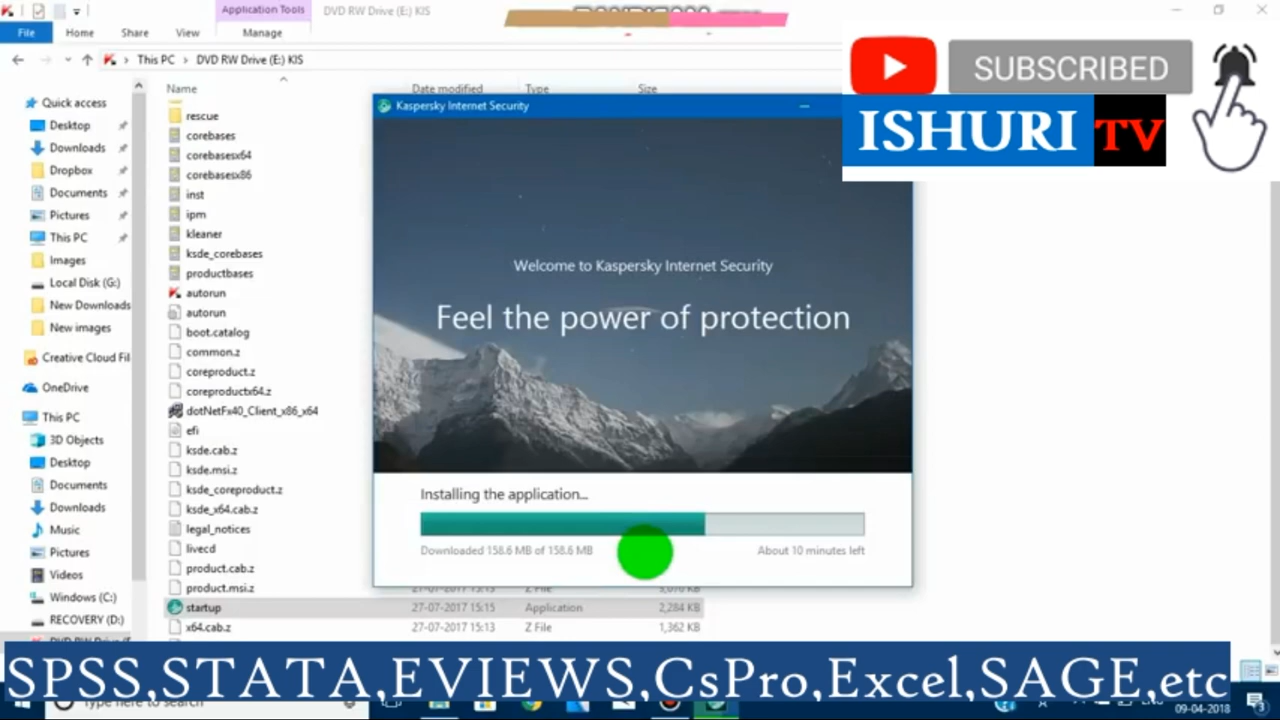 Application Tools
DVD RW Drive (E:) KIS
File
Home
Share
View
Manage
This PC
DVD RW Drive (E:) KIS
SUBSCRIBED
ISHURI TV
Name
Date modified
Type
Size
Quick access
Desktop
Downloads
Dropbox
Documents
Pictures
This PC
Images
Local Disk (G:)
New Downloads
New images
Creative Cloud Fil
OneDrive
This PC
3D Objects
Desktop
Documents
Downloads
Music
Pictures
Videos
Windows (C:)
RECOVERY (D:)
rescue
corebases
corebasesx64
corebasesx86
inst
ipm
kleaner
ksde_corebases
productbases
autorun
autorun
boot.catalog
common.z
coreproduct.z
coreproductx64.z
dotNetFx40_Client_x86_x64
efi
ksde.cab.z
ksde.msi.z
ksde_coreproduct.z
ksde_x64.cab.z
legal_notices
livecd
product.cab.z
product.msi.z
startup 27-07-2017 15:15 Application 2,284 KB
x64.cab.z 27-07-2017 15:13 Z File 1,362 KB
Kaspersky Internet Security
Welcome to Kaspersky Internet Security
Feel the power of protection
Installing the application...
Downloaded 158.6 MB of 158.6 MB
About 10 minutes left
SPSS,STATA,EVIEWS,CsPro,Excel,SAGE,etc
Type here to search
09-04-2018